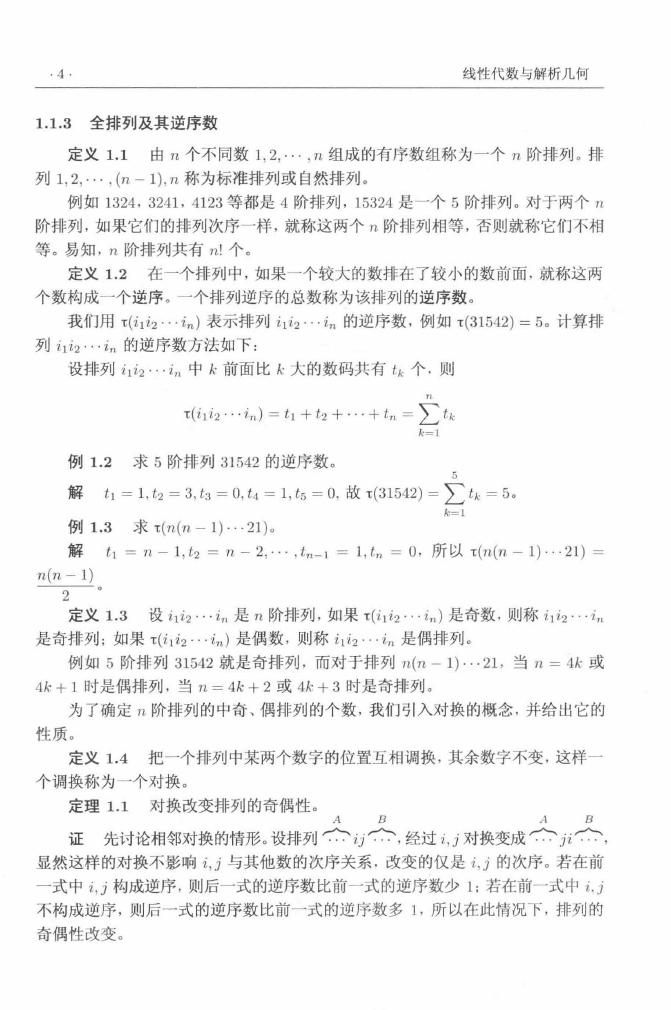 · 4 ·
线性代数与解析几何
1.1.3 全排列及其逆序数
定义 1.1 由 n 个不同数 1,2,⋯,n 组成的有序数组称为一个 n 阶排列。排
列 1,2,⋯,(n − 1),n 称为标准排列或自然排列。
例如 1324, 3241, 4123 等都是 4 阶排列, 15324 是一个 5 阶排列。对于两个 n
阶排列, 如果它们的排列次序一样, 就称这两个 n 阶排列相等, 否则就称它们不相
等。易知, n 阶排列共有 n! 个。
定义 1.2 在一个排列中, 如果一个较大的数排在了较小的数前面, 就称这两
个数构成一个逆序。一个排列逆序的总数称为该排列的逆序数。
我们用 τ(i₁i₂⋯iₙ) 表示排列 i₁i₂⋯iₙ 的逆序数, 例如 τ(31542) = 5。计算排
列 i₁i₂⋯iₙ 的逆序数方法如下:
设排列 i₁i₂⋯iₙ 中 k 前面比 k 大的数码共有 tₖ 个, 则
τ(i₁i₂⋯iₙ) = t₁ + t₂ + ⋯ + tₙ = ∑_{k=1}^{n} tₖ
例 1.2 求 5 阶排列 31542 的逆序数。
解 t₁ = 1, t₂ = 3, t₃ = 0, t₄ = 1, t₅ = 0, 故 τ(31542) = ∑_{k=1}^{5} tₖ = 5。
例 1.3 求 τ(n(n − 1)⋯21)。
解 t₁ = n − 1, t₂ = n − 2,⋯, tₙ₋₁ = 1, tₙ = 0, 所以 τ(n(n − 1)⋯21) =
n(n − 1)/2。
定义 1.3 设 i₁i₂⋯iₙ 是 n 阶排列, 如果 τ(i₁i₂⋯iₙ) 是奇数, 则称 i₁i₂⋯iₙ
是奇排列; 如果 τ(i₁i₂⋯iₙ) 是偶数, 则称 i₁i₂⋯iₙ 是偶排列。
例如 5 阶排列 31542 就是奇排列, 而对于排列 n(n − 1)⋯21, 当 n = 4k 或
4k + 1 时是偶排列, 当 n = 4k + 2 或 4k + 3 时是奇排列。
为了确定 n 阶排列的中奇、偶排列的个数, 我们引入对换的概念, 并给出它的
性质。
定义 1.4 把一个排列中某两个数字的位置互相调换, 其余数字不变, 这样一
个调换称为一个对换。
定理 1.1 对换改变排列的奇偶性。
证 先讨论相邻对换的情形。设排列 \overbrace{⋯}^{A} ij \overbrace{⋯}^{B}, 经过 i, j 对换变成 \overbrace{⋯}^{A} ji \overbrace{⋯}^{B},
显然这样的对换不影响 i, j 与其他数的次序关系, 改变的仅是 i, j 的次序。若在前
一式中 i, j 构成逆序, 则后一式的逆序数比前一式的逆序数少 1; 若在前一式中 i, j
不构成逆序, 则后一式的逆序数比前一式的逆序数多 1, 所以在此情况下, 排列的
奇偶性改变。